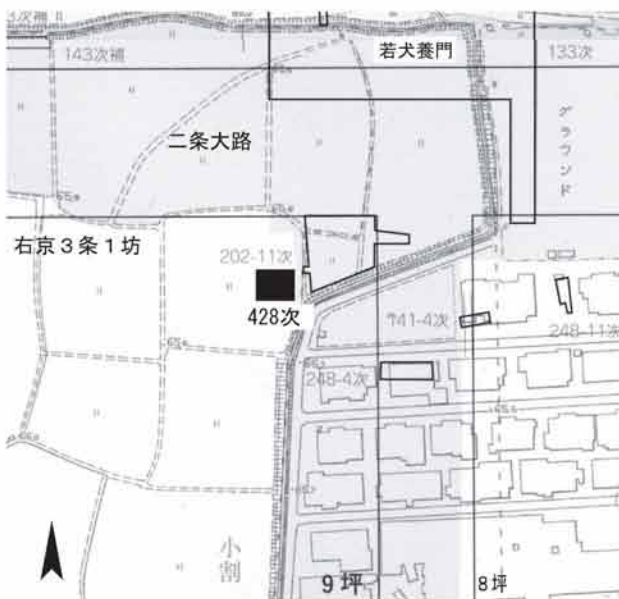 次補
143次補
若犬養門
133次
グラウンド
二条大路
右京3条1坊
202-11次
428次
141-4次
248-11次
248-4次
小割
9坪
8坪